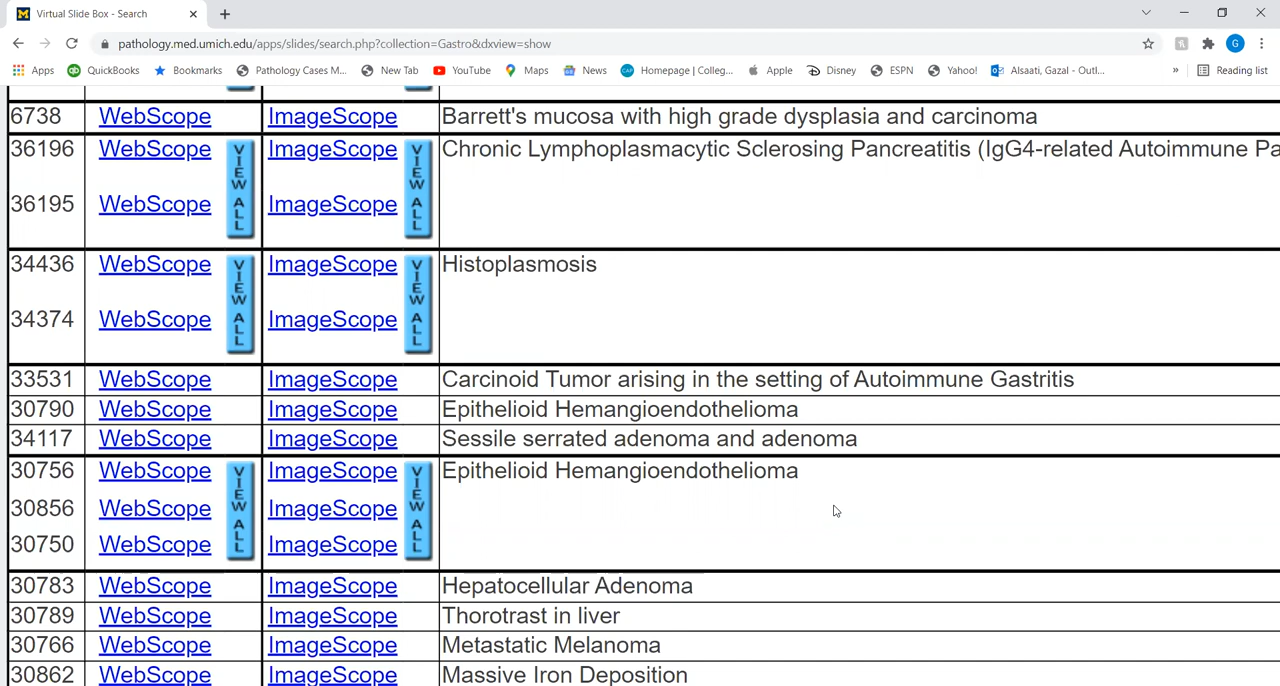 Virtual Slide Box - Search
pathology.med.umich.edu/apps/slides/search.php?collection=Gastro&dxview=show
G
Apps QuickBooks Bookmarks Pathology Cases M... New Tab YouTube Maps News Homepage | Colleg... Apple Disney ESPN Yahoo! Alsaati, Gazal - Outl... » Reading list
6738 WebScope ImageScope Barrett's mucosa with high grade dysplasia and carcinoma
36196 WebScope VIEW ALL ImageScope VIEW ALL Chronic Lymphoplasmacytic Sclerosing Pancreatitis (IgG4-related Autoimmune Pa
36195 WebScope ImageScope
34436 WebScope VIEW ALL ImageScope VIEW ALL Histoplasmosis
34374 WebScope ImageScope
33531 WebScope ImageScope Carcinoid Tumor arising in the setting of Autoimmune Gastritis
30790 WebScope ImageScope Epithelioid Hemangioendothelioma
34117 WebScope ImageScope Sessile serrated adenoma and adenoma
30756 WebScope VIEW ALL ImageScope VIEW ALL Epithelioid Hemangioendothelioma
30856 WebScope ImageScope
30750 WebScope ImageScope
30783 WebScope ImageScope Hepatocellular Adenoma
30789 WebScope ImageScope Thorotrast in liver
30766 WebScope ImageScope Metastatic Melanoma
30862 WebScope ImageScope Massive Iron Deposition